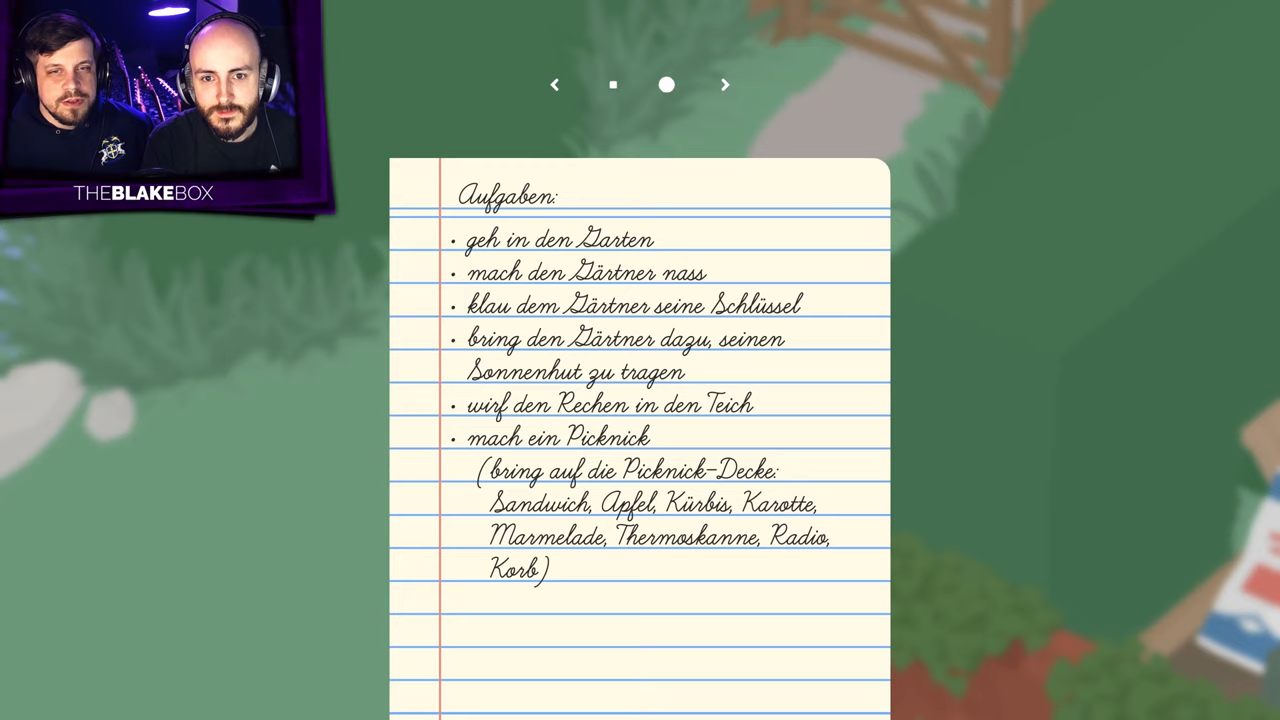 THEBLAKEBOX
Aufgaben:
• geh in den Garten
• mach den Gärtner nass
• klau dem Gärtner seine Schlüssel
• bring den Gärtner dazu, seinen
Sonnenhut zu tragen
• wirf den Rechen in den Teich
• mach ein Picknick
(bring auf die Picknick-Decke:
Sandwich, Apfel, Kürbis, Karotte,
Marmelade, Thermoskanne, Radio,
Korb)